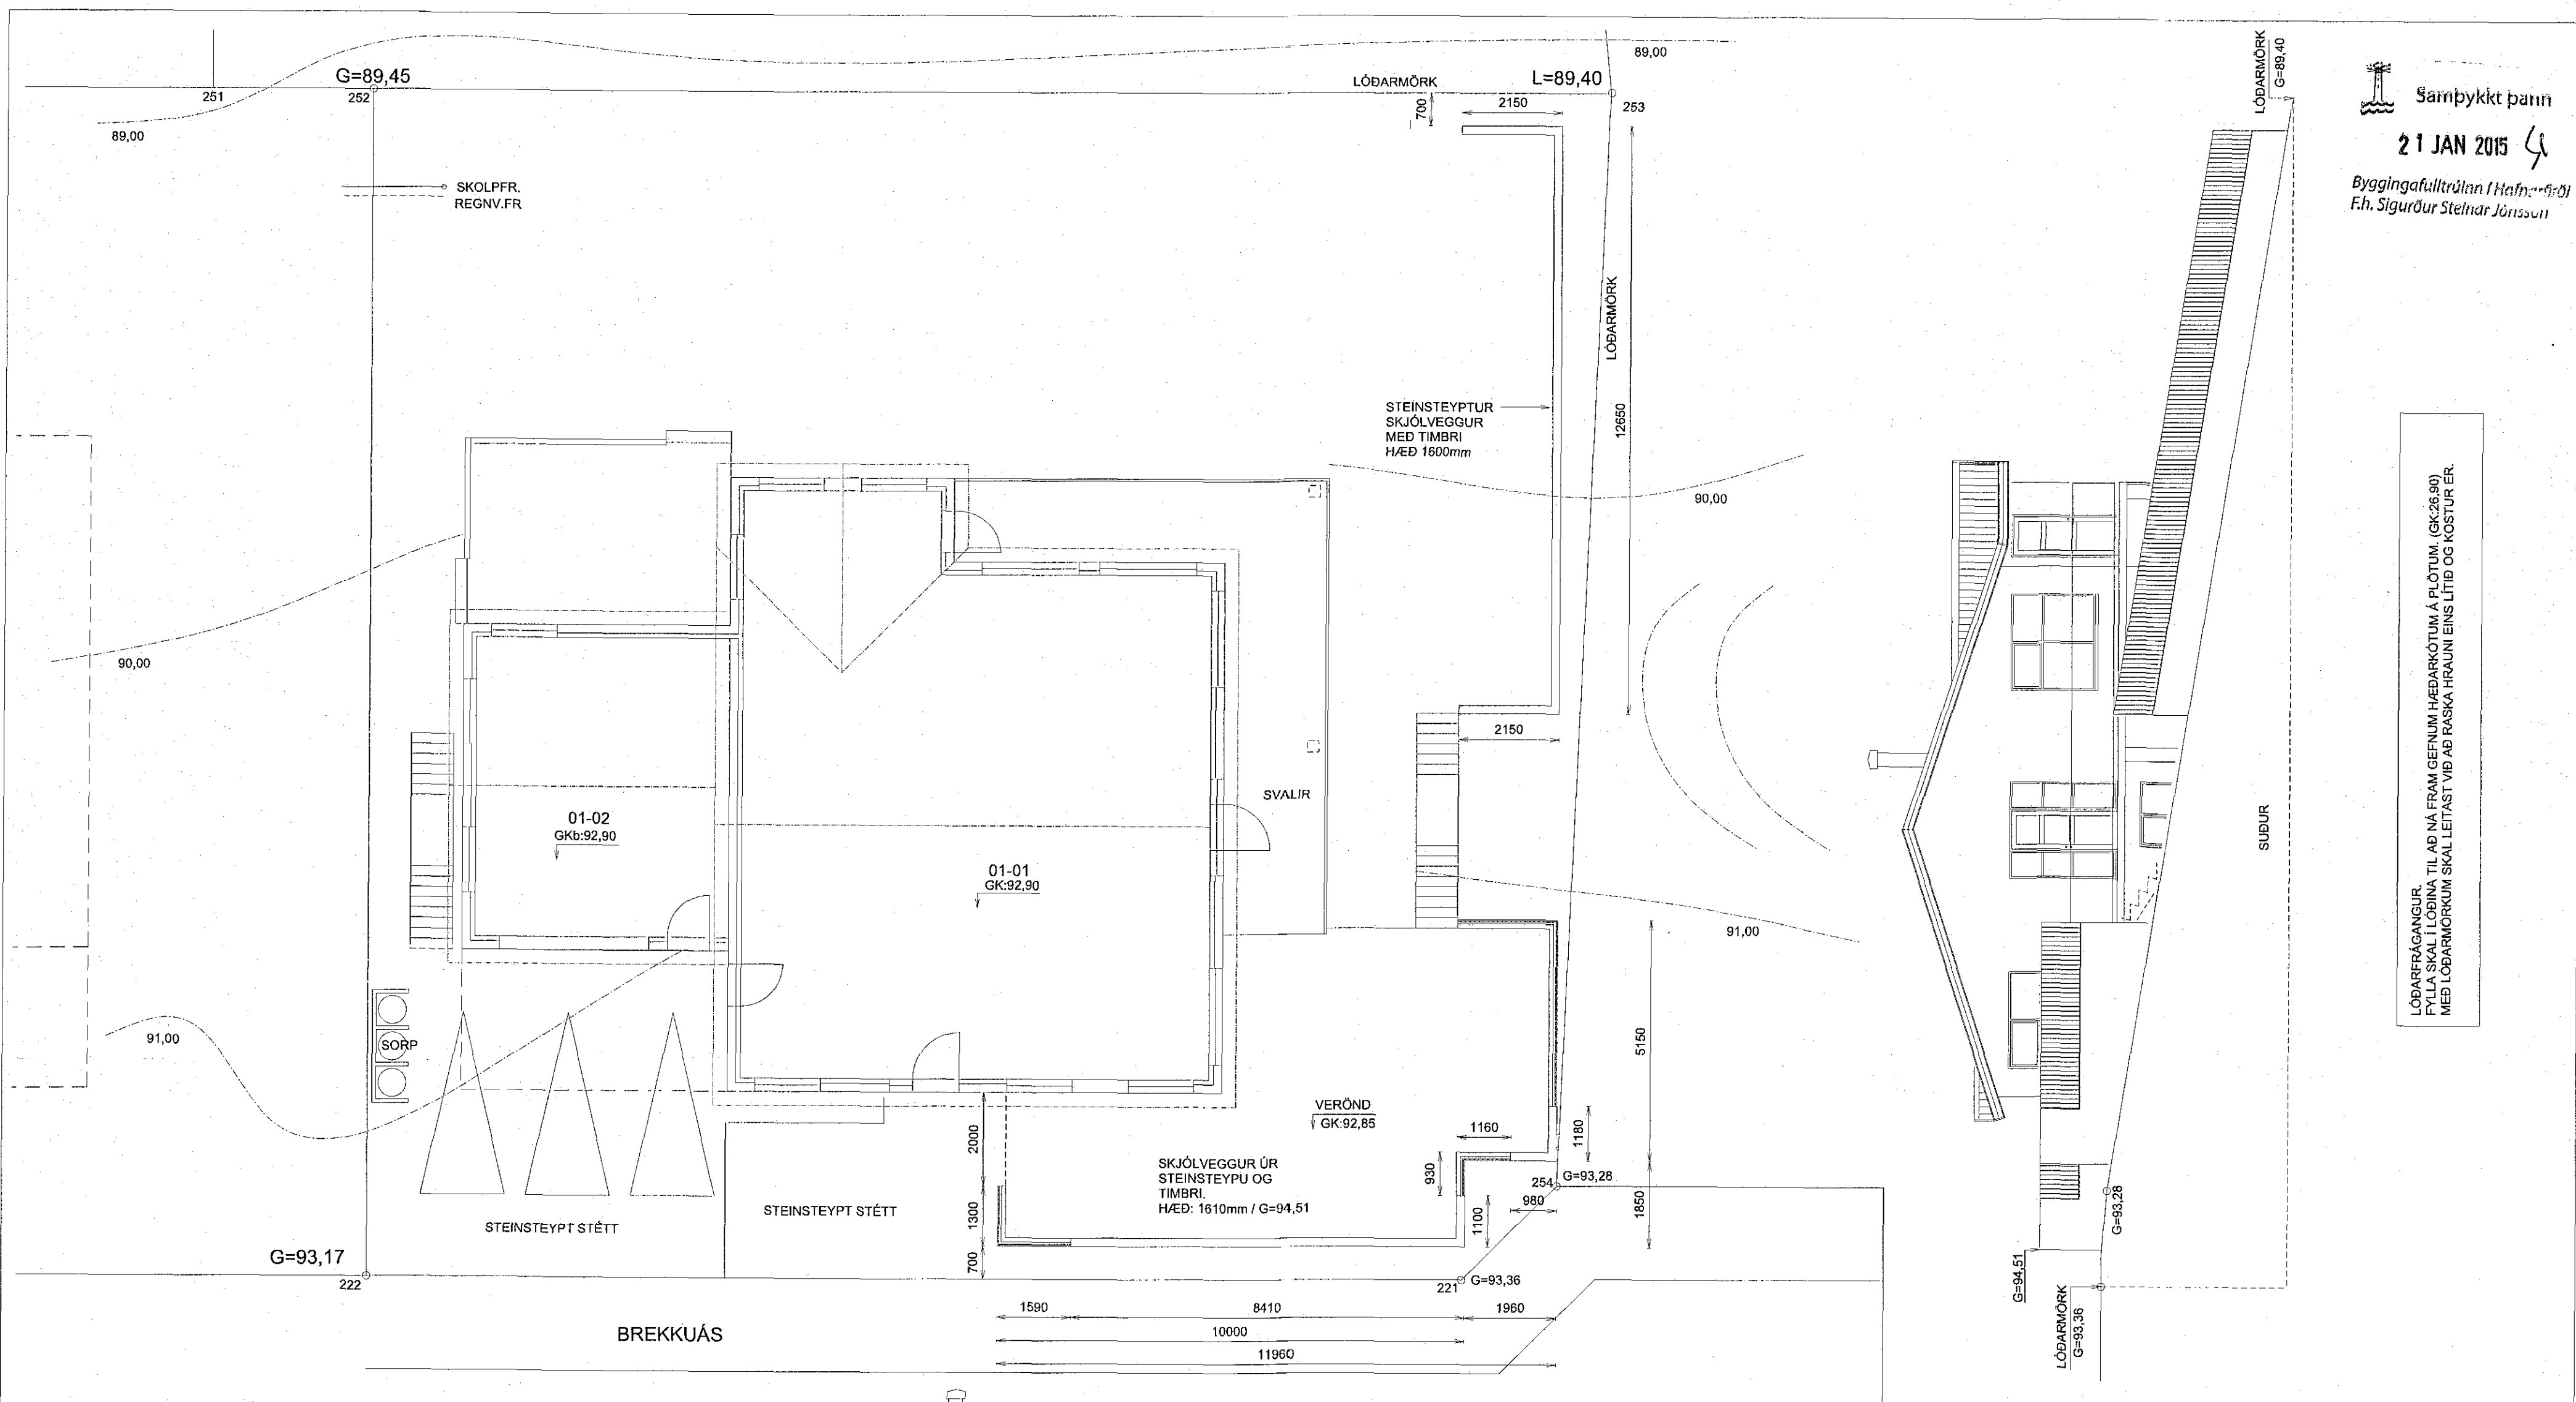 89,00
G=89,45
LÓÐARMÖRK
L=89,40
251
252
253
700
2150
89,00
SKOLPFR.
REGNV.FR
LÓÐARMÖRK
12650
STEINSTEYPTUR
SKJÓLVEGGUR
MEÐ TIMBRI
HÆÐ 1600mm
90,00
90,00
2150
SVALIR
01-02
GKb:92,90
01-01
GK:92,90
91,00
91,00
SORP
5150
VERÖND
GK:92,85
1160
1180
930
2000
SKJÓLVEGGUR ÚR
STEINSTEYPU OG
TIMBRI.
HÆÐ: 1610mm / G=94,51
254
G=93,28
980
1850
1100
1300
STEINSTEYPT STÉTT
STEINSTEYPT STÉTT
700
G=93,17
222
221
G=93,36
1590
8410
1960
10000
11960
BREKKUÁS
LÓÐARMÖRK
G=89,40
SUÐUR
G=93,28
G=94,51
LÓÐARMÖRK
G=93,36
Samþykkt þann
21 JAN 2015
Byggingafulltrúinn í Hafnarfirði
F.h. Sigurður Steinar Jónsson
LÓÐARFRÁGANGUR.
FYLLA SKAL Í LÓÐINA TIL AÐ NÁ FRAM GEFNUM HÆÐARKÓTUM Á PLÖTUM. (GK:26,90)
MEÐ LÓÐARMÖRKUM SKAL LEITAST VIÐ AÐ RASKA HRAUNI EINS LÍTIÐ OG KOSTUR ER.